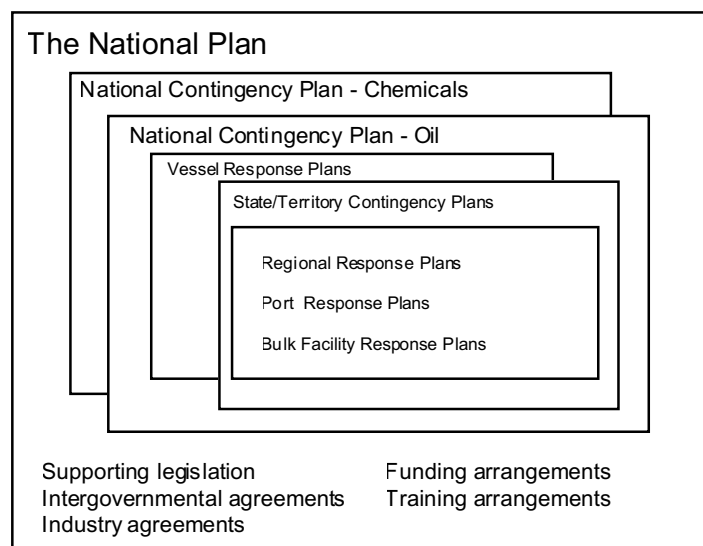 The National Plan
National Contingency Plan - Chemicals
National Contingency Plan - Oil
Vessel Response Plans
State/Territory Contingency Plans
Regional Response Plans
Port Response Plans
Bulk Facility Response Plans
Supporting legislation
Funding arrangements
Intergovernmental agreements
Training arrangements
Industry agreements